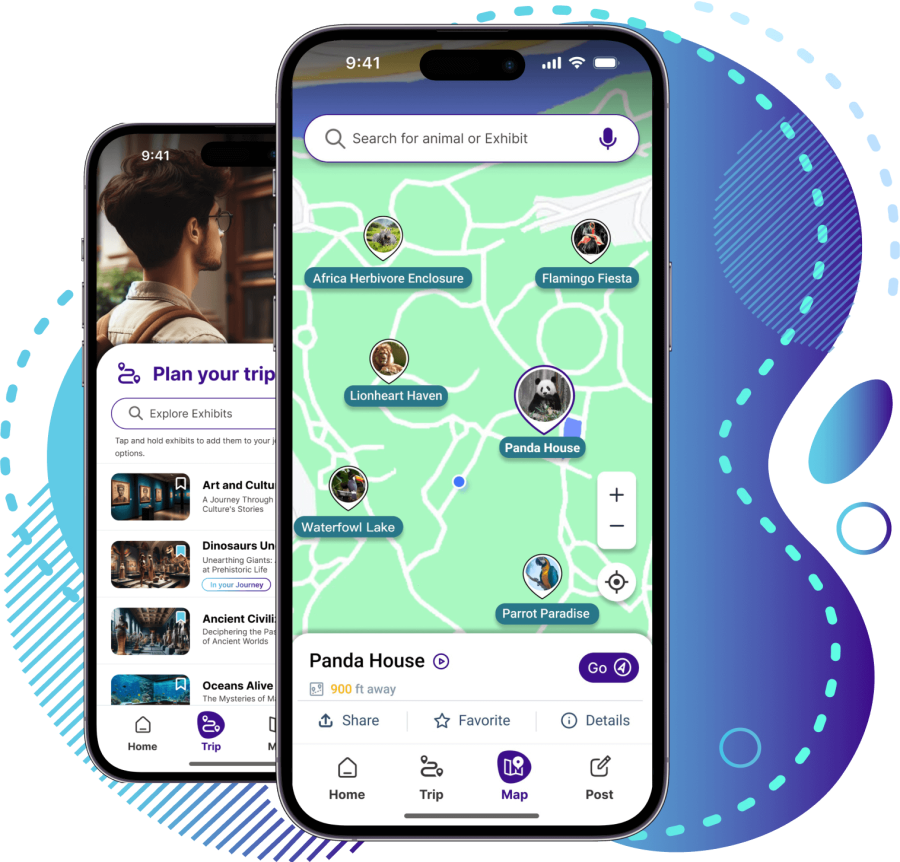 9:41
Plan your trip
Explore Exhibits
Tap and hold exhibits to add them to your
options.
Art and Cultu
A Journey Through
Culture's Stories
Dinosaurs Un
Unearthing Giants:
at Prehistoric Life
In your Journey
Ancient Civili
Deciphering the Pa
of Ancient Worlds
Oceans Alive
The Mysteries of M
Home
Trip
M
9:41
Search for animal or Exhibit
Africa Herbivore Enclosure
Flamingo Fiesta
Lionheart Haven
Panda House
Waterfowl Lake
+
−
Parrot Paradise
Panda House
Go
900 ft away
Share
Favorite
Details
Home
Trip
Map
Post